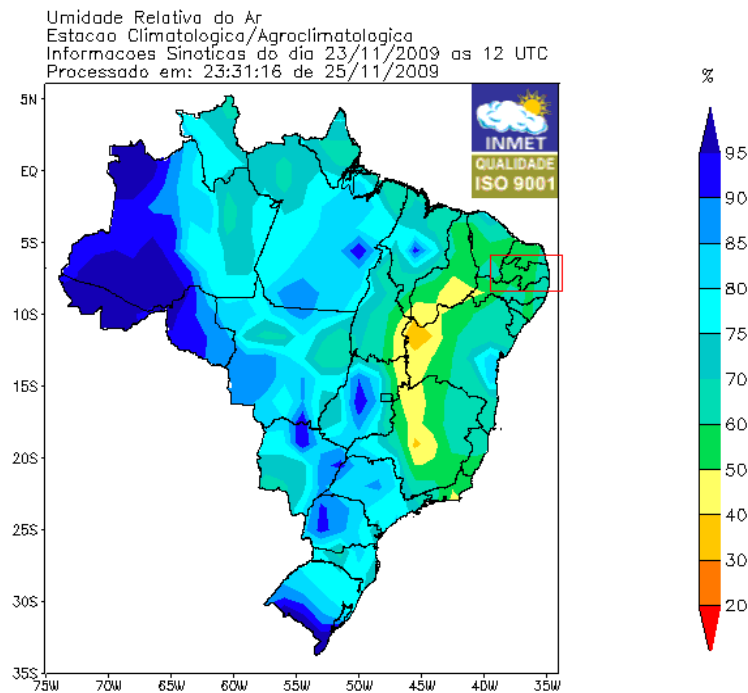 Umidade Relativa do Ar
Estacao Climatologica/Agroclimatologica
Informacoes Sinoticas do dia 23/11/2009 as 12 UTC
Processado em: 23:31:16 de 25/11/2009
%
INMET
QUALIDADE
ISO 9001
5N
EQ
5S
10S
15S
20S
25S
30S
35S
75W
70W
65W
60W
55W
50W
45W
40W
35W
95
90
85
80
75
70
60
50
40
30
20